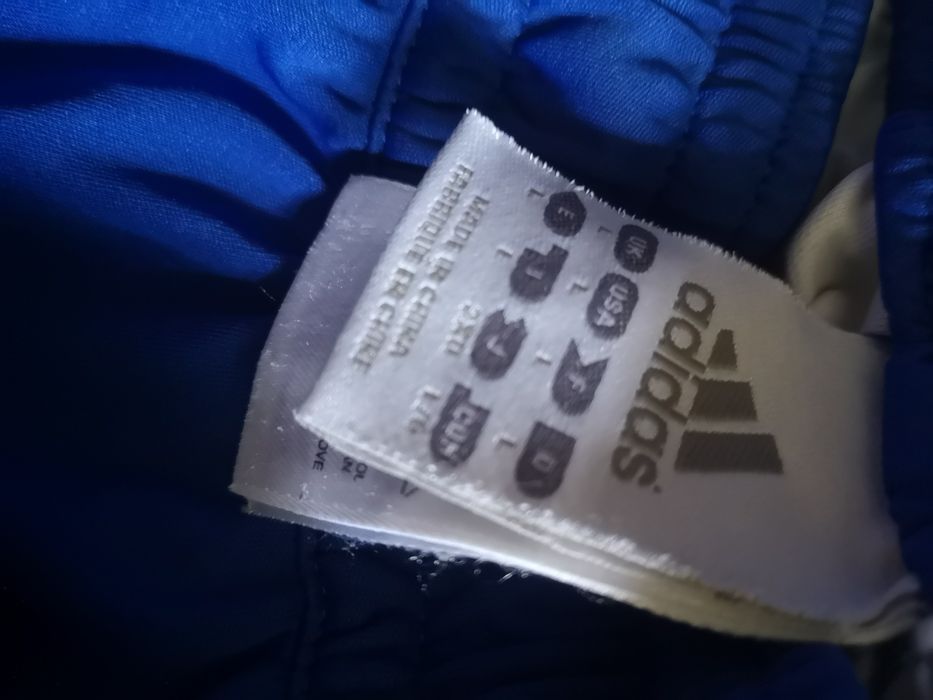 adidas
UK USA F D
L L L L
E I J CDN
L L L/G
MADE IN CHINA
FABRIQUE EN CHINE